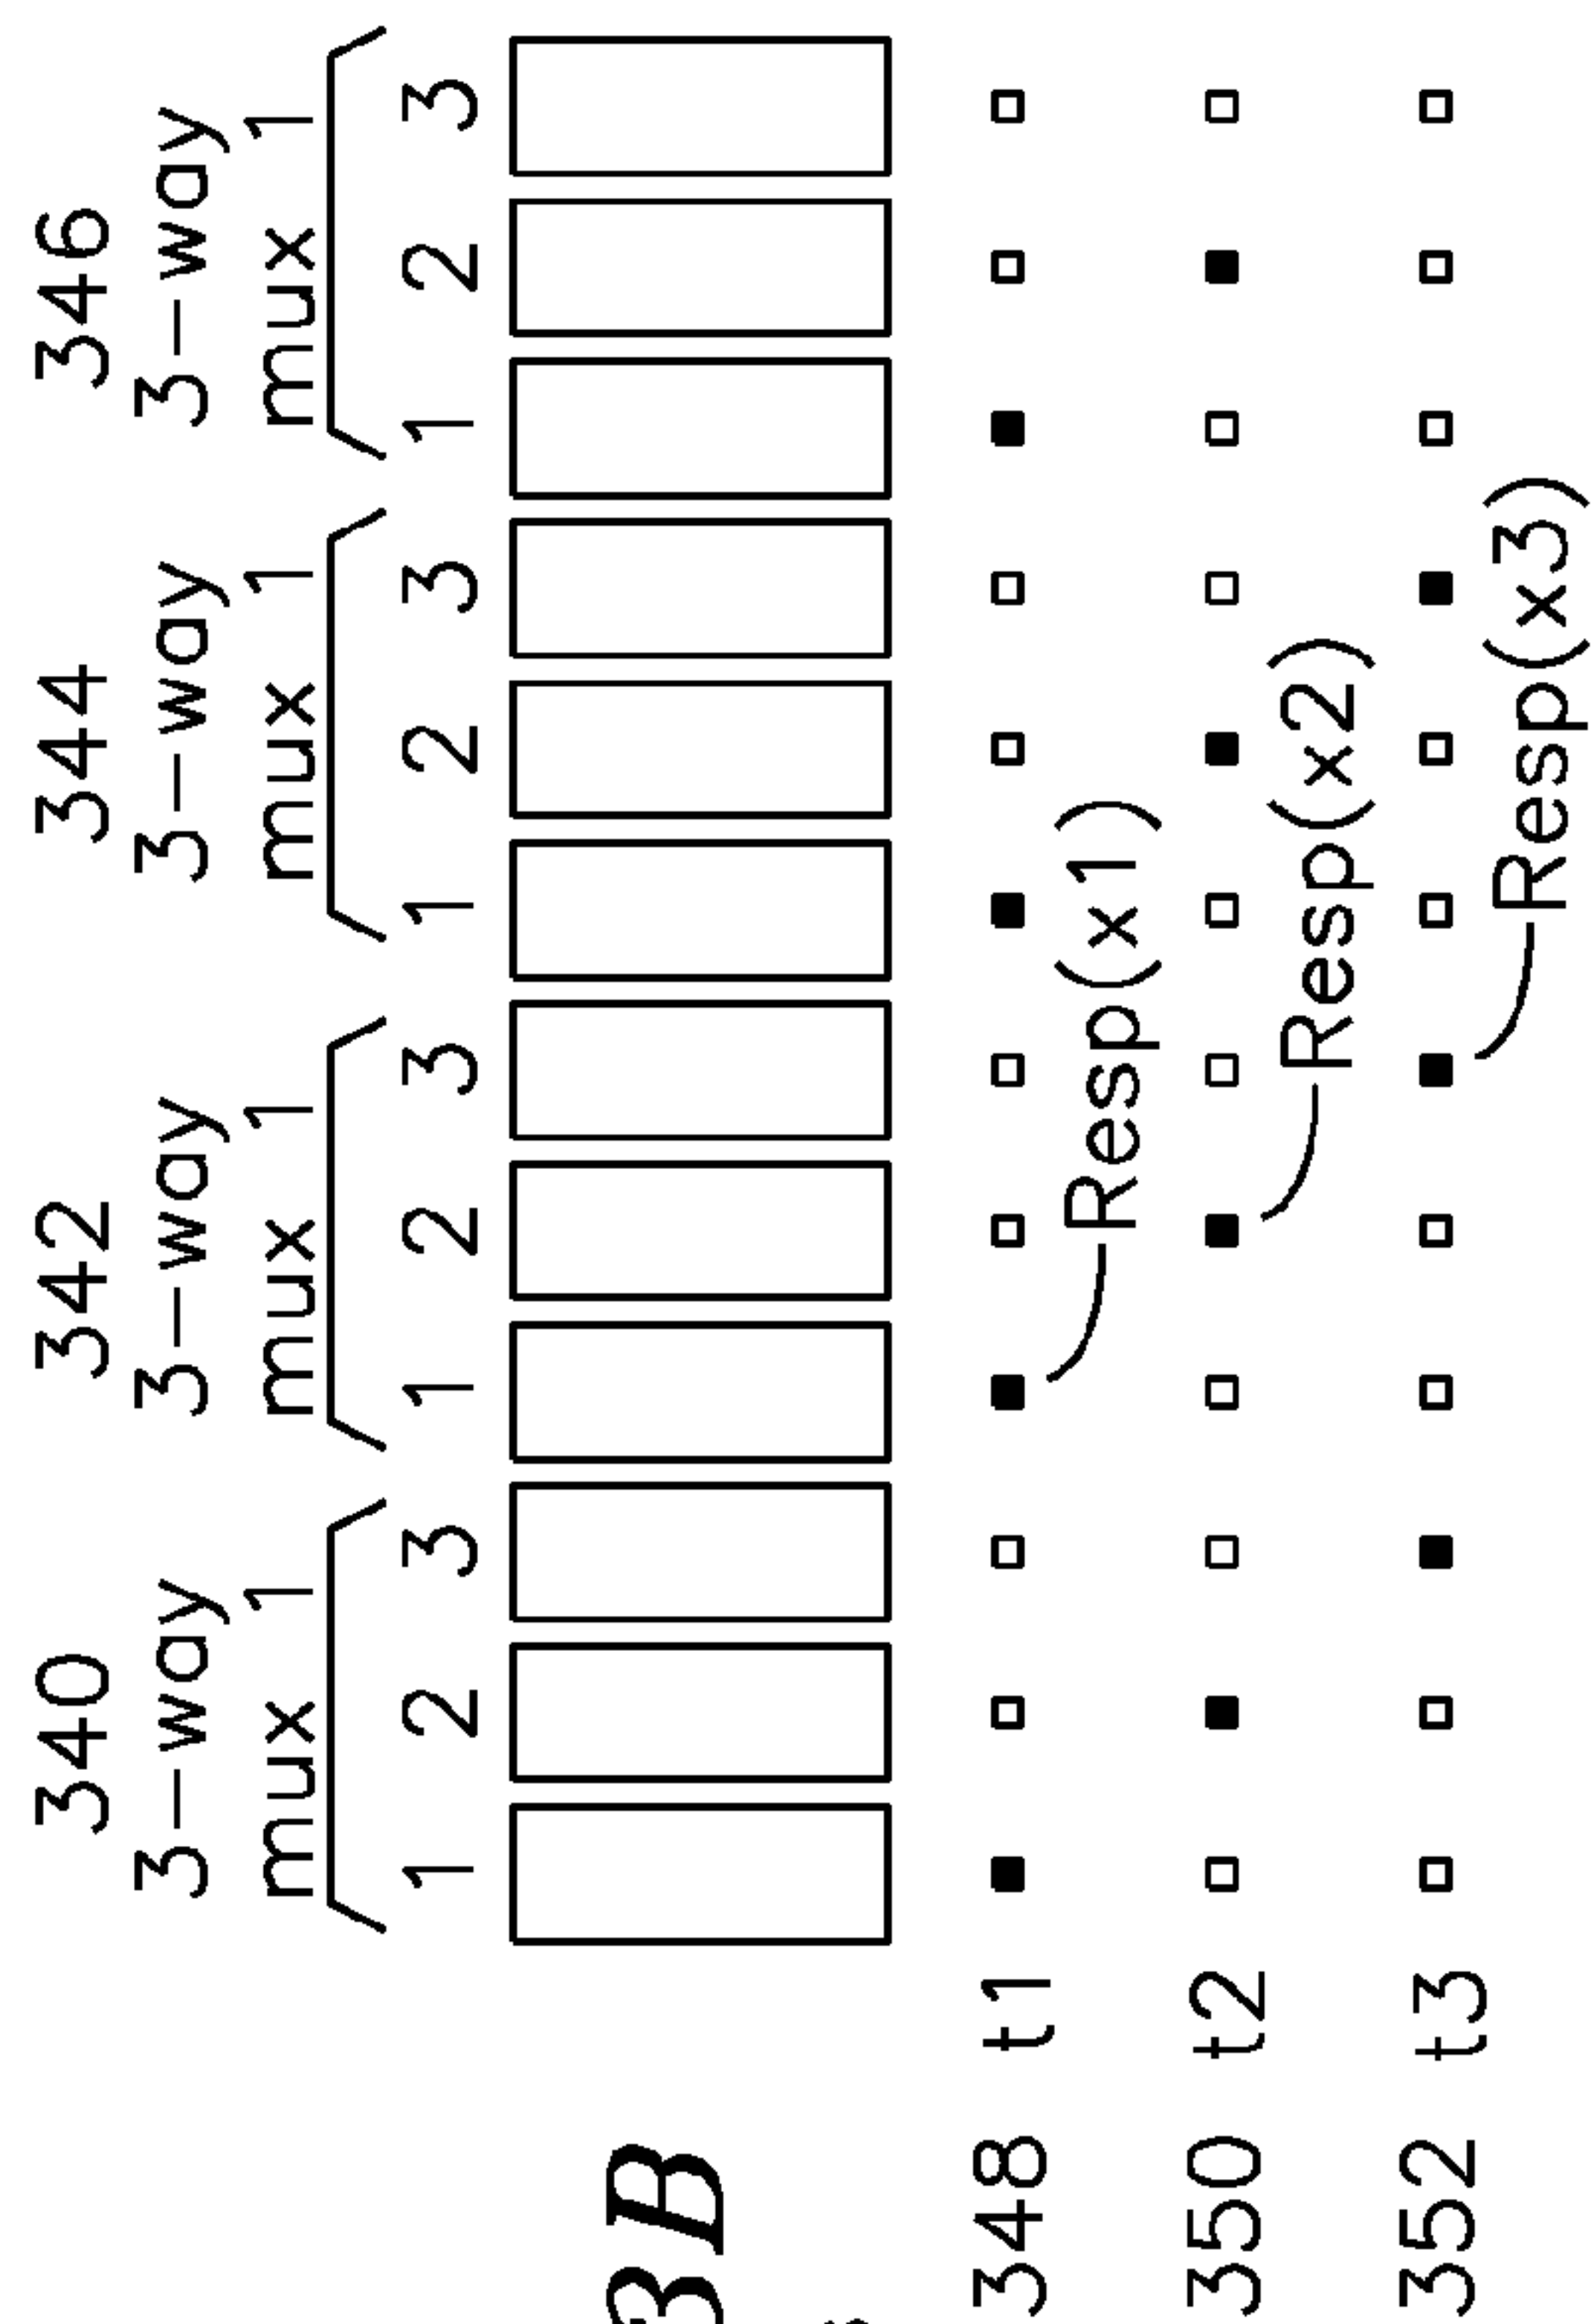 340 342 344 346
3-way 3-way 3-way 3-way
mux 1 mux 1 mux 1 mux 1
1 2 3 1 2 3 1 2 3 1 2 3
3B
348 t1
Resp(x1)
350 t2
Resp(x2)
352 t3
Resp(x3)